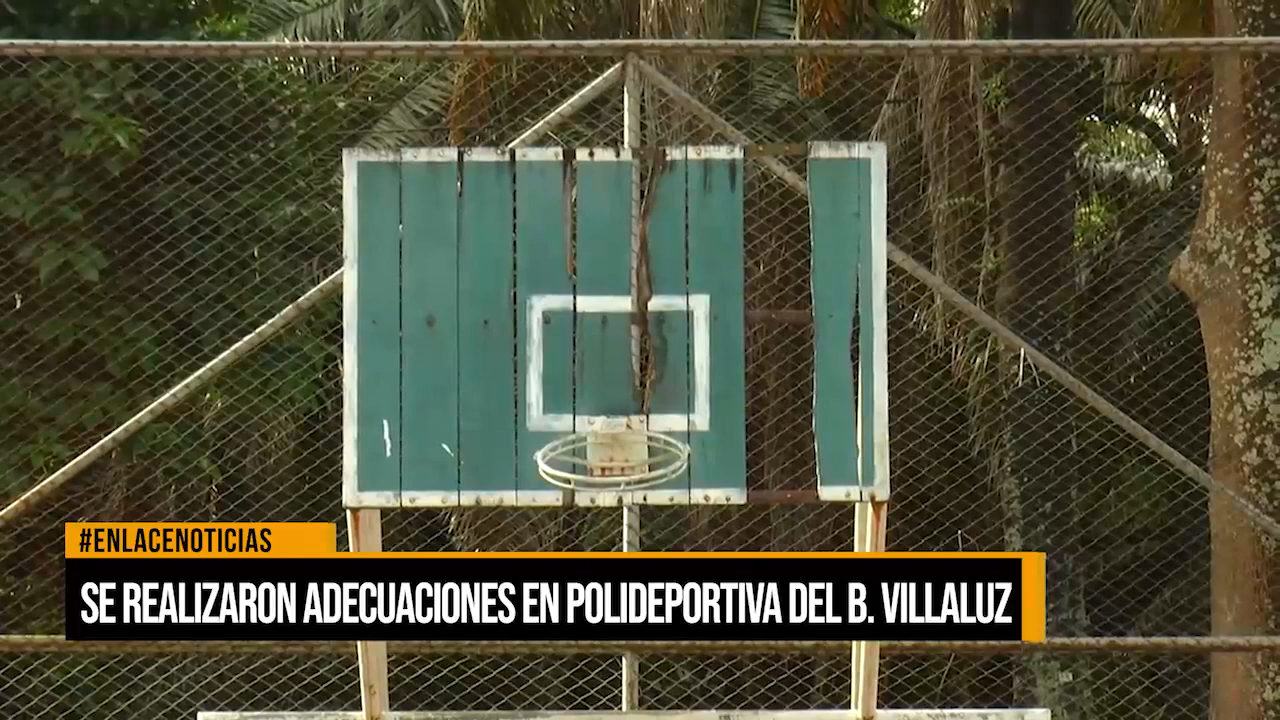 #ENLACENOTICIAS
SE REALIZARON ADECUACIONES EN POLIDEPORTIVA DEL B. VILLALUZ